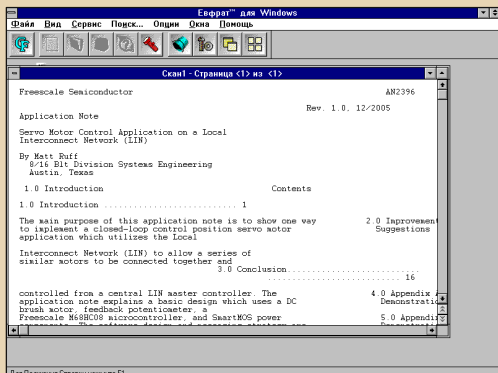 Евфрат™ для Windows
Файл Вид Сервис Поиск... Опции Окна Помощь
Скан1 - Страница <1> из <1>
Freescale Semiconductor AN2396
Rev. 1.0, 12/2005
Application Note
Servo Motor Control Application on a Local
Interconnect Network (LIN)
By Matt Ruff
8/16 Blt Division Systems Engineering
Austin, Texas
1.0 Introduction Contents
1.0 Introduction .......................... 1
The main purpose of this application note is to show one way 2.0 Improvement
to implement a closed-loop control position servo motor Suggestions
application which utilizes the Local
Interconnect Network (LIN) to allow a series of
similar motors to be connected together and
3.0 Conclusion..........................
........................... 16
controlled from a central LIN master controller. The 4.0 Appendix A
application note explains a basic design which uses a DC Demonstratio
brush motor, feedback potentiometer, a
Freescale M68HC08 microcontroller, and SmartMOS power 5.0 Appendi